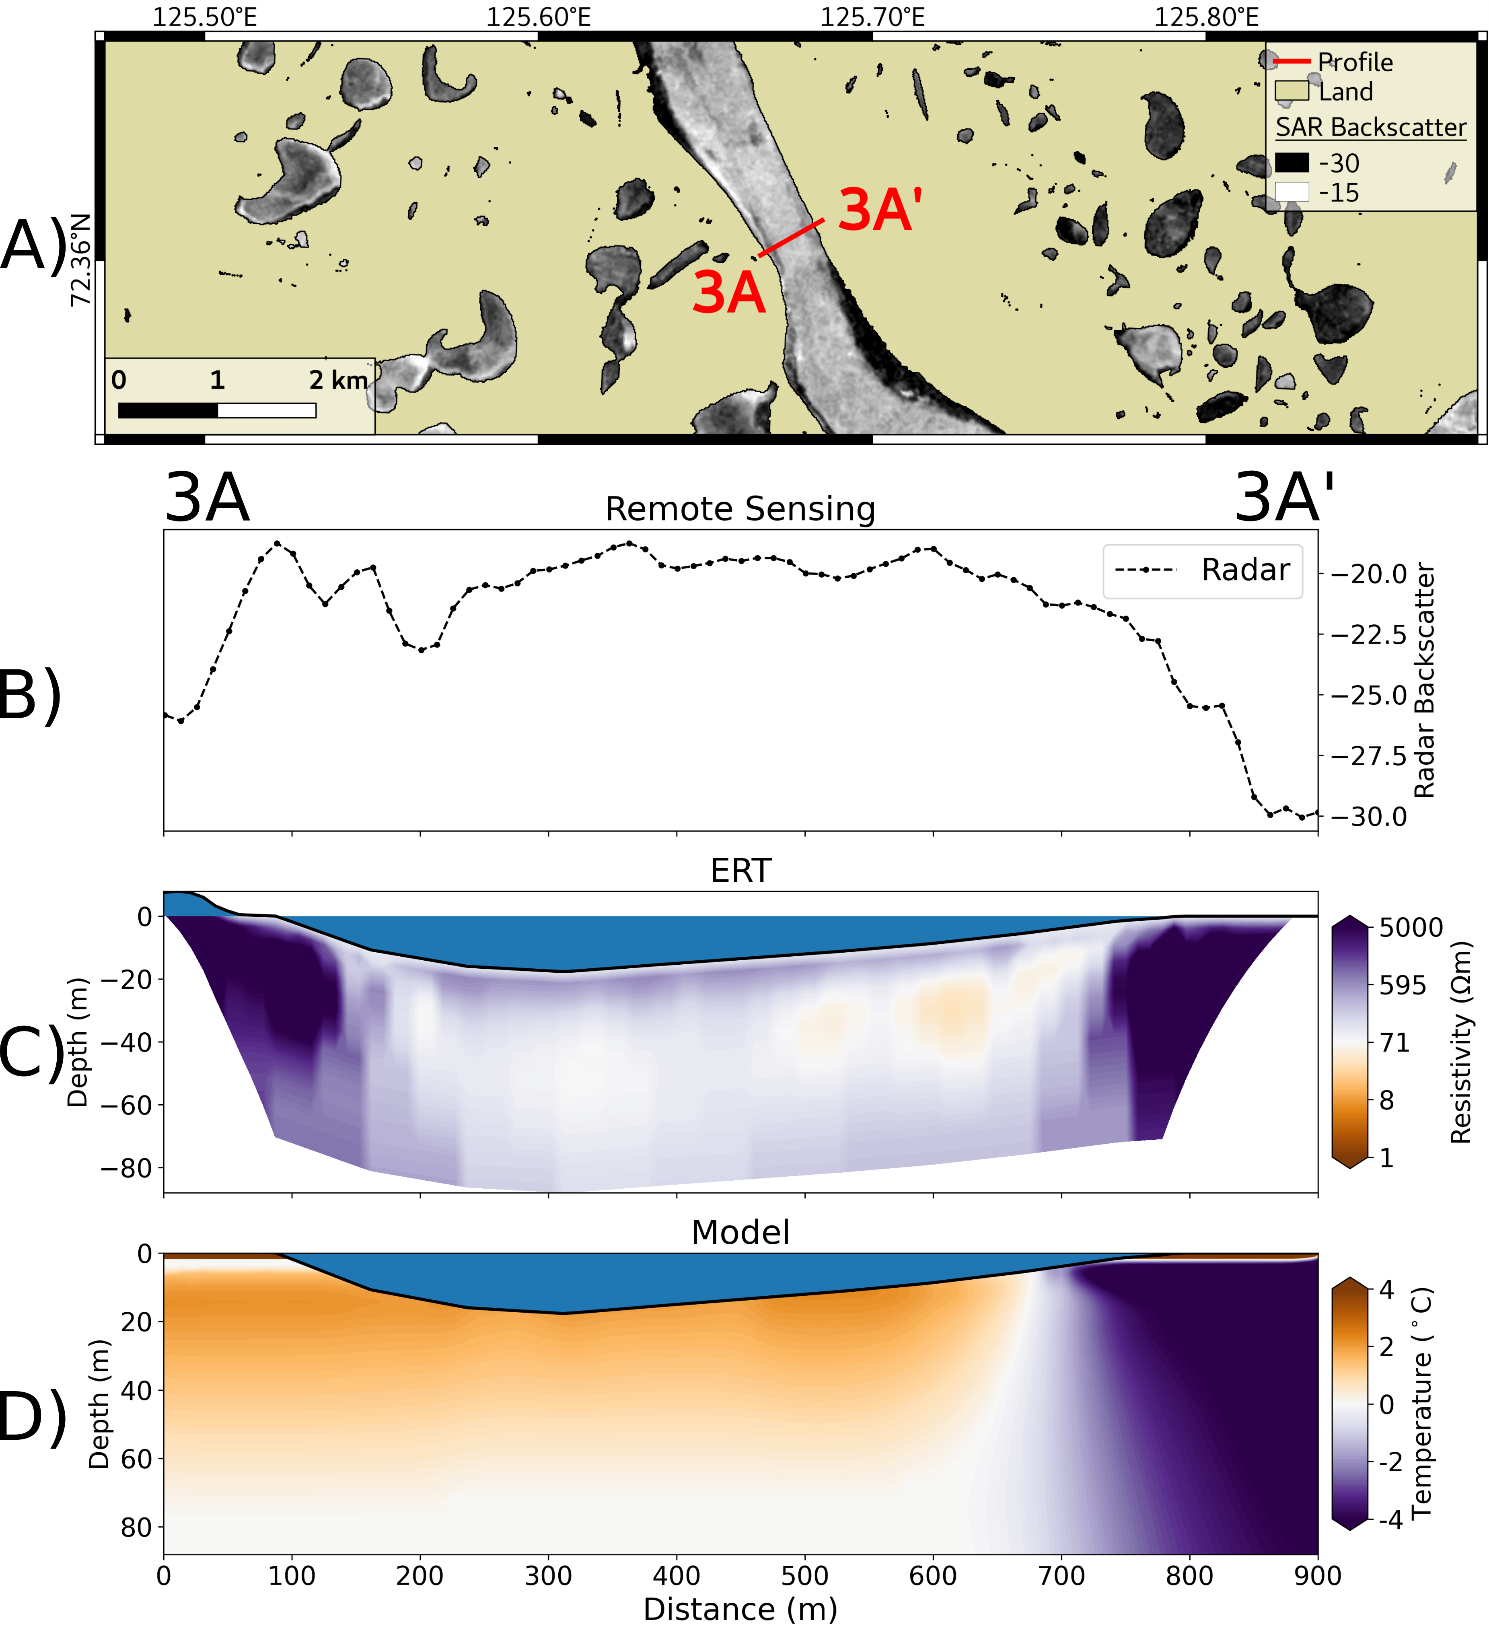 125.50°E 125.60°E 125.70°E 125.80°E
Profile
Land
SAR Backscatter
-30
-15
3A'
A)
72.36°N
3A
0 1 2 km
3A 3A'
Remote Sensing
Radar
−20.0
−22.5
B)
−25.0
−27.5
−30.0
Radar Backscatter
ERT
0
−20
−40
−60
−80
C)
Depth (m)
5000
595
71
8
1
Resistivity (Ωm)
Model
0
20
40
60
80
D)
Depth (m)
4
2
0
-2
-4
Temperature (°C)
0 100 200 300 400 500 600 700 800 900
Distance (m)